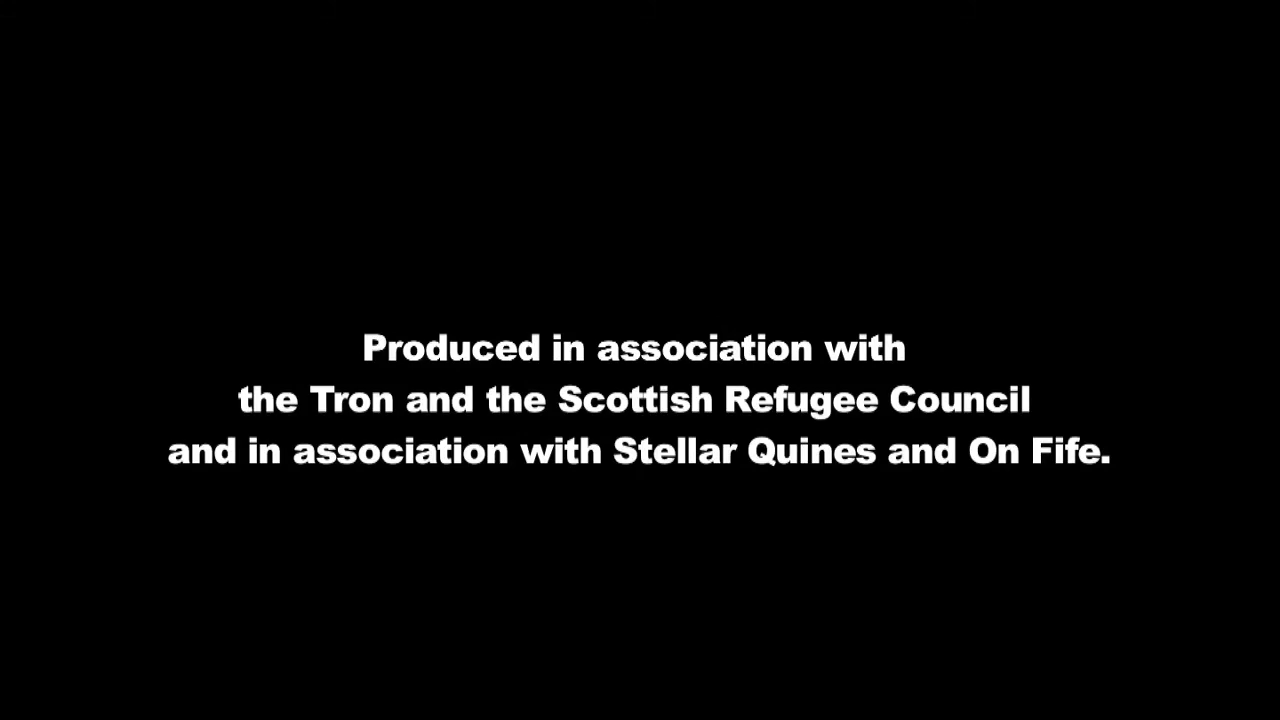 Produced in association with
the Tron and the Scottish Refugee Council
and in association with Stellar Quines and On Fife.